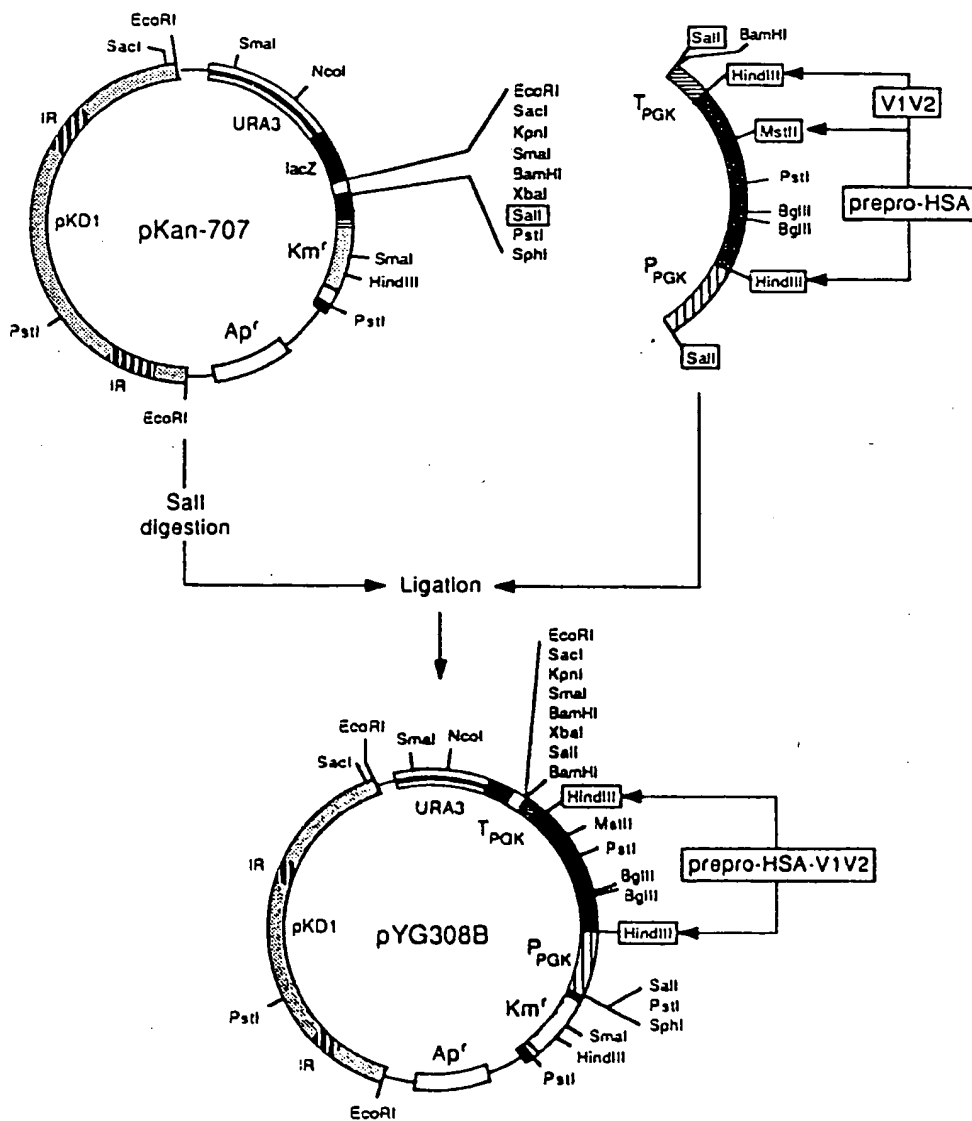 EcoRI
SacI
SmaI
NcoI
IR
URA3
lacZ
pKD1
pKan-707
Km^r
SmaI
HindIII
PstI
PstI
Ap^r
IR
EcoRI
EcoRI
SacI
KpnI
SmaI
BamHI
XbaI
SalI
PstI
SphI
SalI
BamHI
T PGK
HindIII
V1V2
MstII
PstI
prepro-HSA
BglII
BglII
P PGK
HindIII
SalI
SalI
digestion
Ligation
EcoRI
SacI
KpnI
SmaI
BamHI
XbaI
SalI
BamHI
EcoRI
SacI
SmaI
NcoI
URA3
T PGK
HindIII
MstII
PstI
prepro-HSA-V1V2
BglII
BglII
IR
pKD1
pYG308B
P PGK
HindIII
SalI
PstI
SphI
Km^r
SmaI
HindIII
PstI
PstI
IR
Ap^r
EcoRI